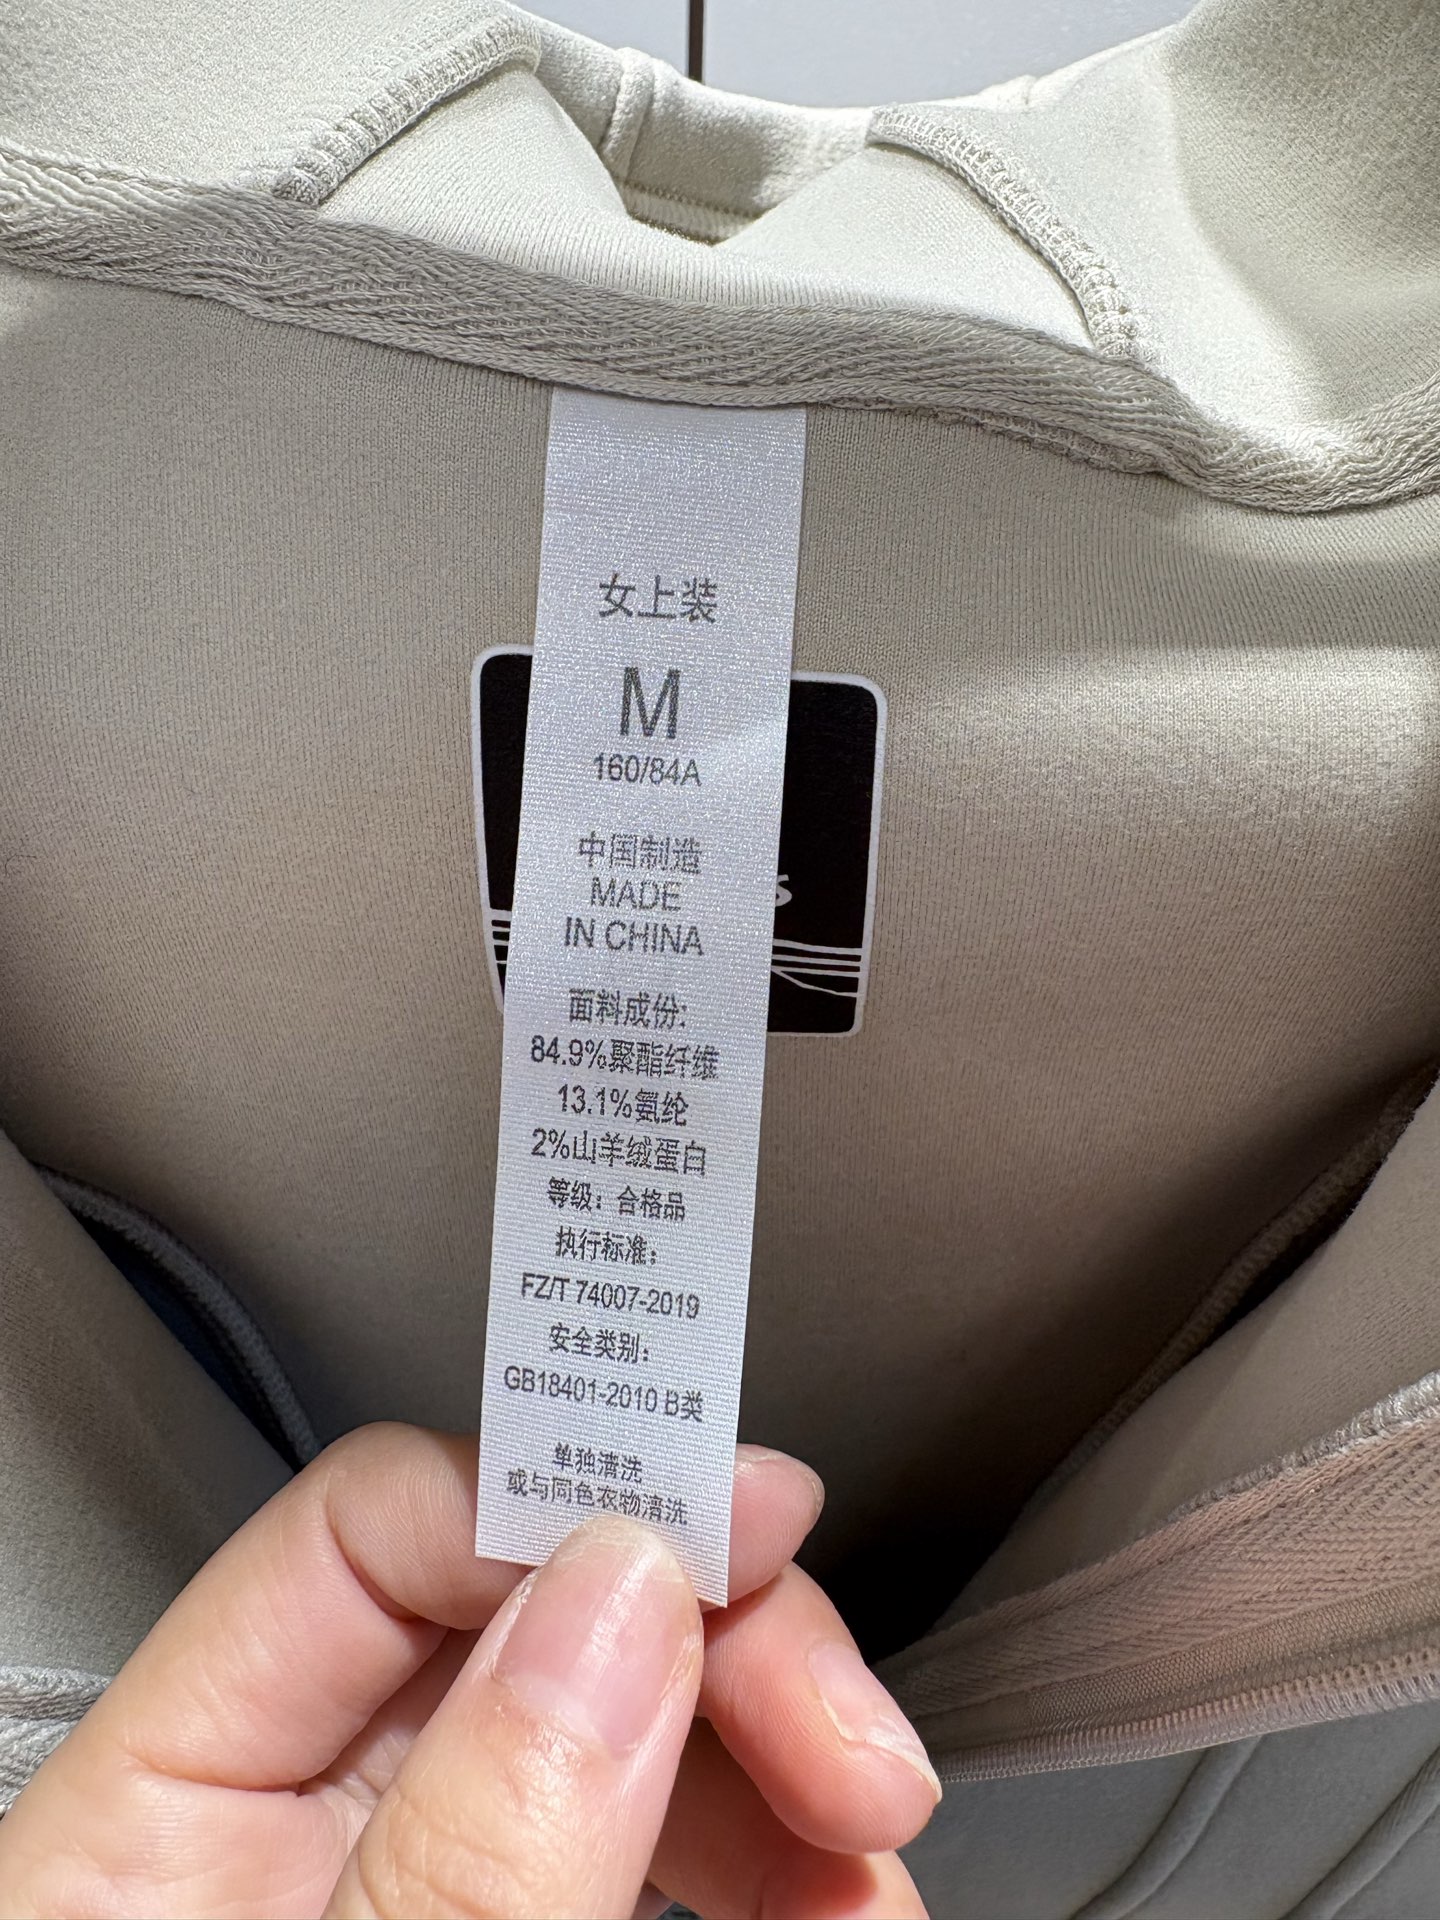 女上装
M
160/84A
中国制造
MADE
IN CHINA
面料成份:
84.9%聚酯纤维
13.1%氨纶
2%山羊绒蛋白
等级：合格品
执行标准：
FZ/T 74007-2019
安全类别：
GB18401-2010 B类
单独清洗
或与同色衣物清洗